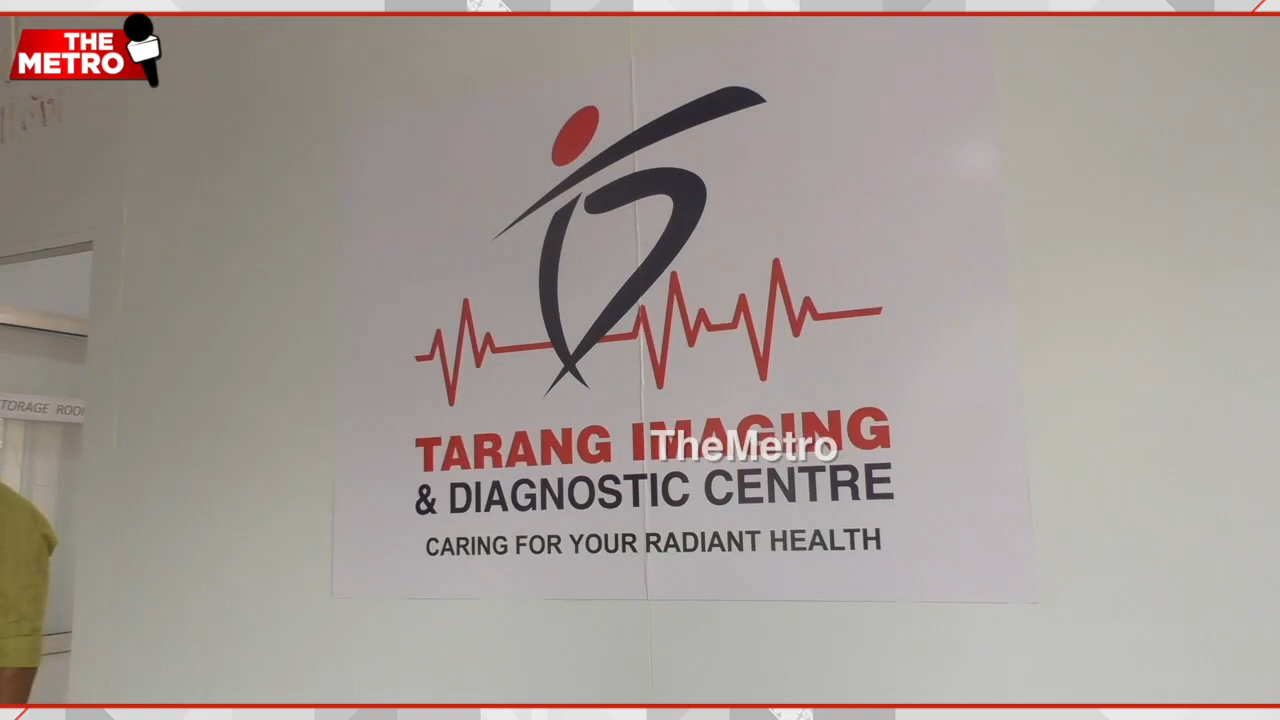 THE
METRO
TARANG IMAGING
TheMetro
& DIAGNOSTIC CENTRE
CARING FOR YOUR RADIANT HEALTH
TORAGE ROO